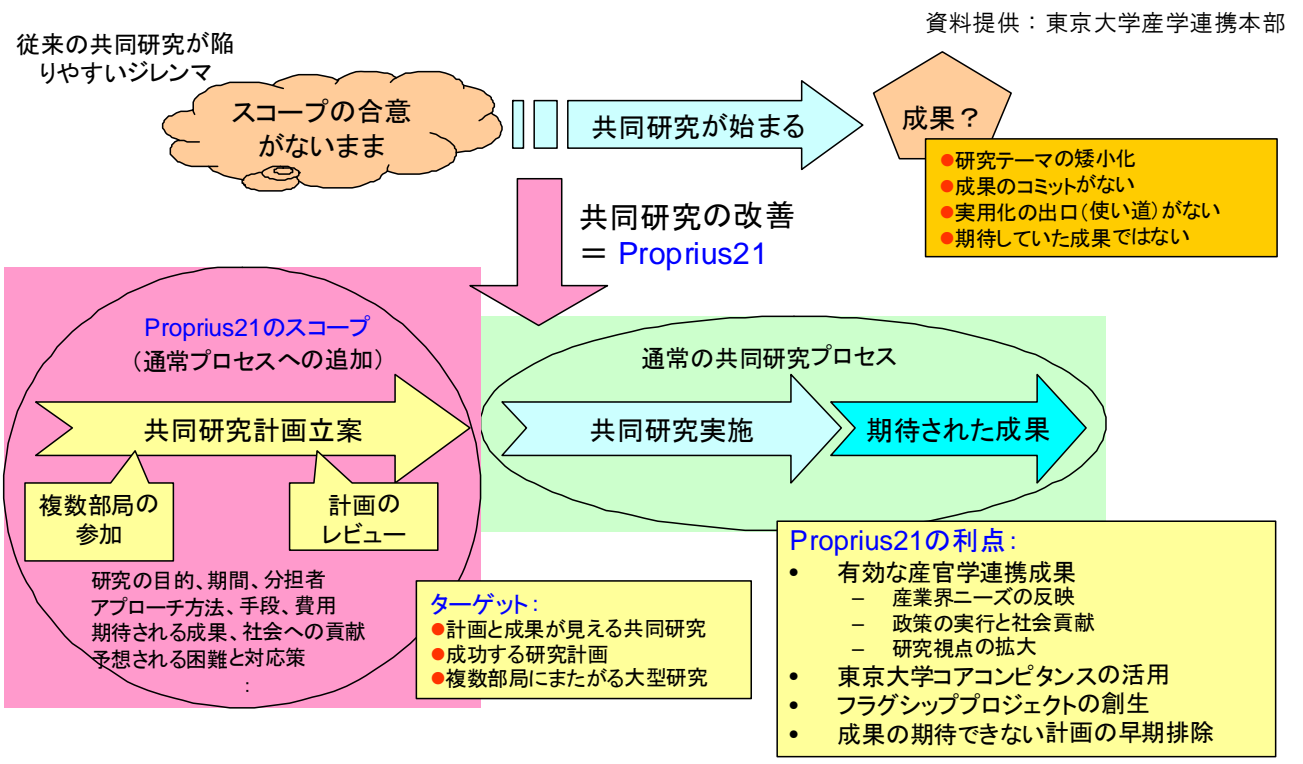 資料提供：東京大学産学連携本部
従来の共同研究が陥
りやすいジレンマ
スコープの合意
がないまま
共同研究が始まる
成果？
●研究テーマの矮小化
●成果のコミットがない
●実用化の出口（使い道）がない
●期待していた成果ではない
共同研究の改善
＝ Proprius21
Proprius21のスコープ
（通常プロセスへの追加）
共同研究計画立案
複数部局の
参加
計画の
レビュー
研究の目的、期間、分担者
アプローチ方法、手段、費用
期待される成果、社会への貢献
予想される困難と対応策
：
通常の共同研究プロセス
共同研究実施
期待された成果
ターゲット：
●計画と成果が見える共同研究
●成功する研究計画
●複数部局にまたがる大型研究
Proprius21の利点：
• 有効な産官学連携成果
– 産業界ニーズの反映
– 政策の実行と社会貢献
– 研究視点の拡大
• 東京大学コアコンピタンスの活用
• フラグシッププロジェクトの創生
• 成果の期待できない計画の早期排除